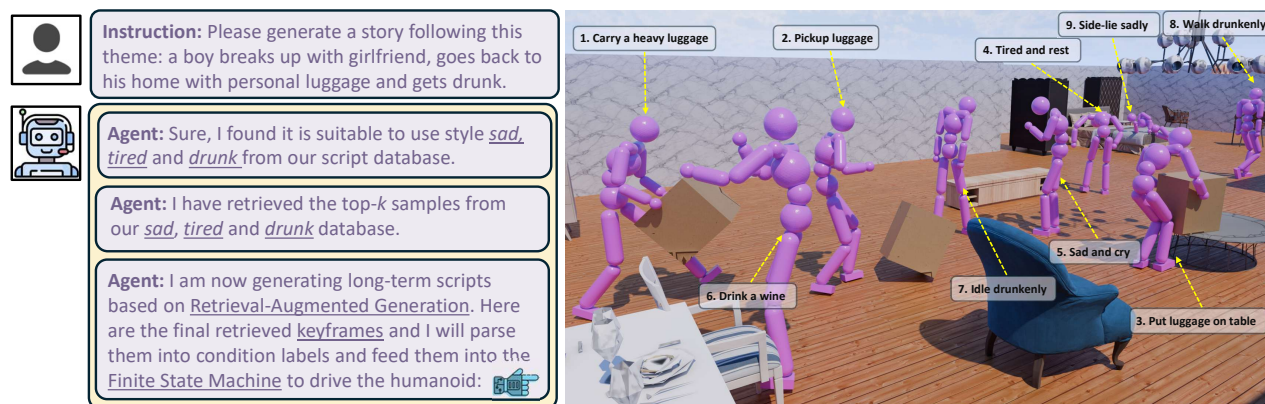 Instruction: Please generate a story following this
theme: a boy breaks up with girlfriend, goes back to
his home with personal luggage and gets drunk.
Agent: Sure, I found it is suitable to use style sad,
tired and drunk from our script database.
Agent: I have retrieved the top-k samples from
our sad, tired and drunk database.
Agent: I am now generating long-term scripts
based on Retrieval-Augmented Generation. Here
are the final retrieved keyframes and I will parse
them into condition labels and feed them into the
Finite State Machine to drive the humanoid:
1. Carry a heavy luggage
2. Pickup luggage
9. Side-lie sadly
8. Walk drunkenly
4. Tired and rest
5. Sad and cry
6. Drink a wine
7. Idle drunkenly
3. Put luggage on table